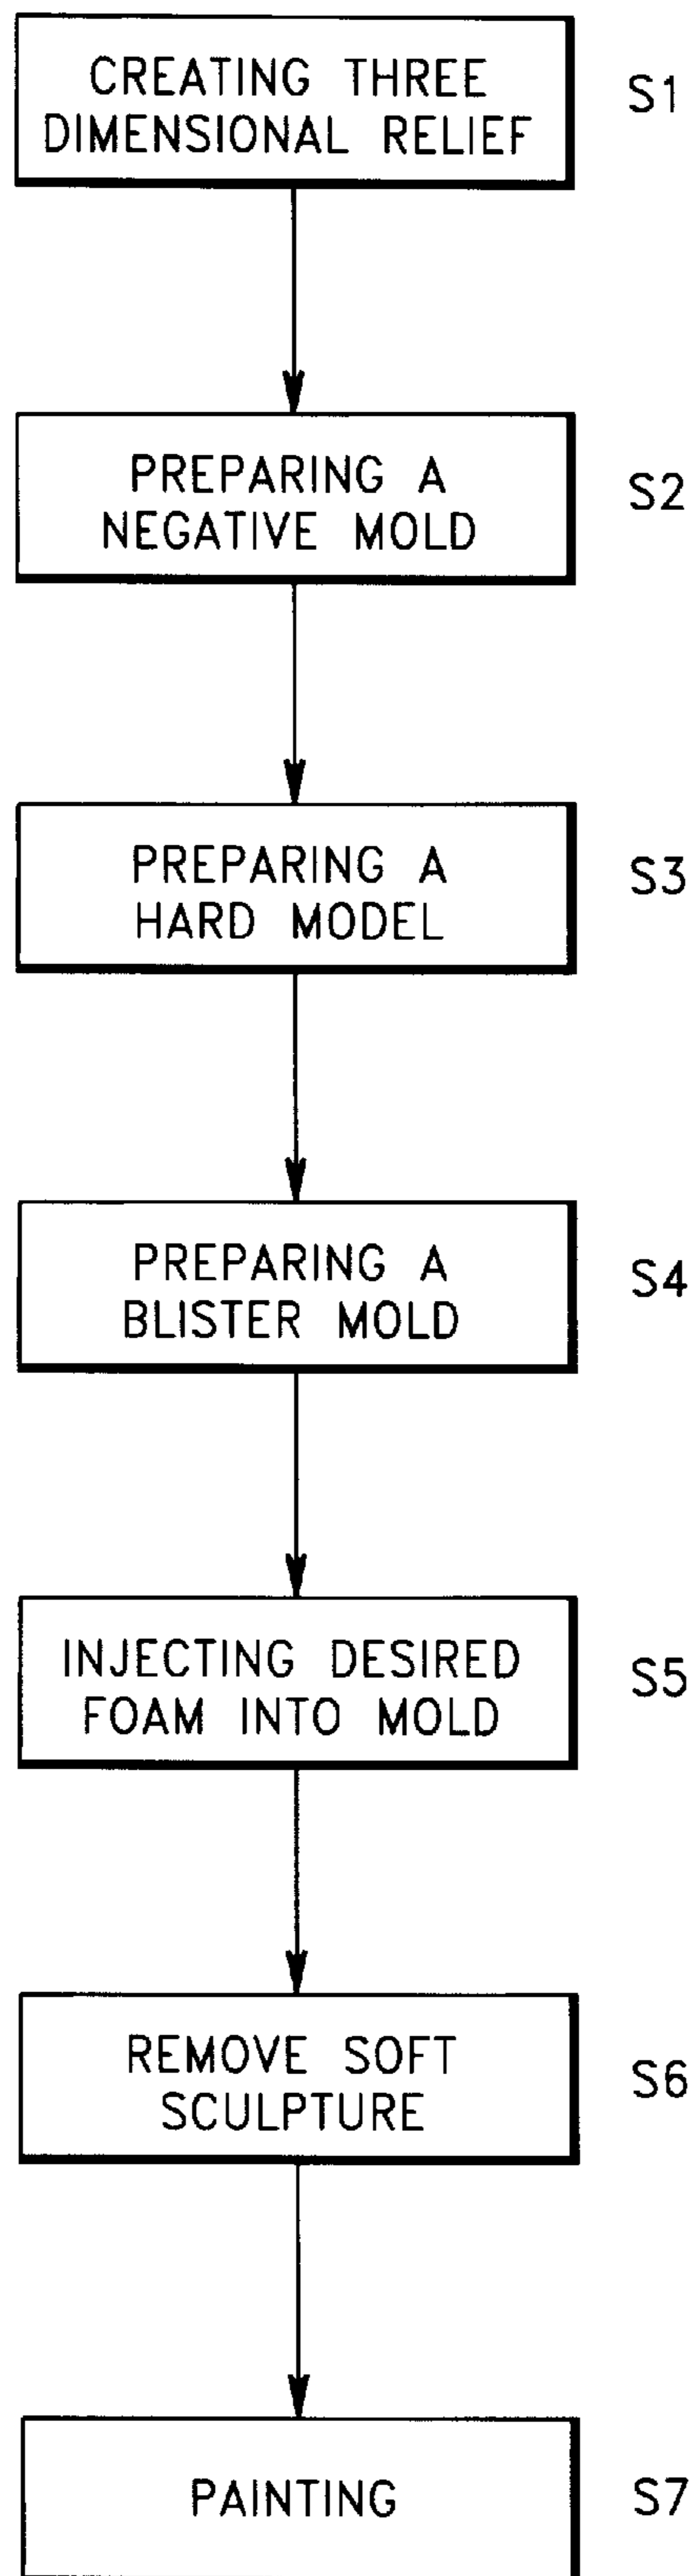 CREATING THREE
DIMENSIONAL RELIEF
S1
PREPARING A
NEGATIVE MOLD
S2
PREPARING A
HARD MODEL
S3
PREPARING A
BLISTER MOLD
S4
INJECTING DESIRED
FOAM INTO MOLD
S5
REMOVE SOFT
SCULPTURE
S6
PAINTING
S7